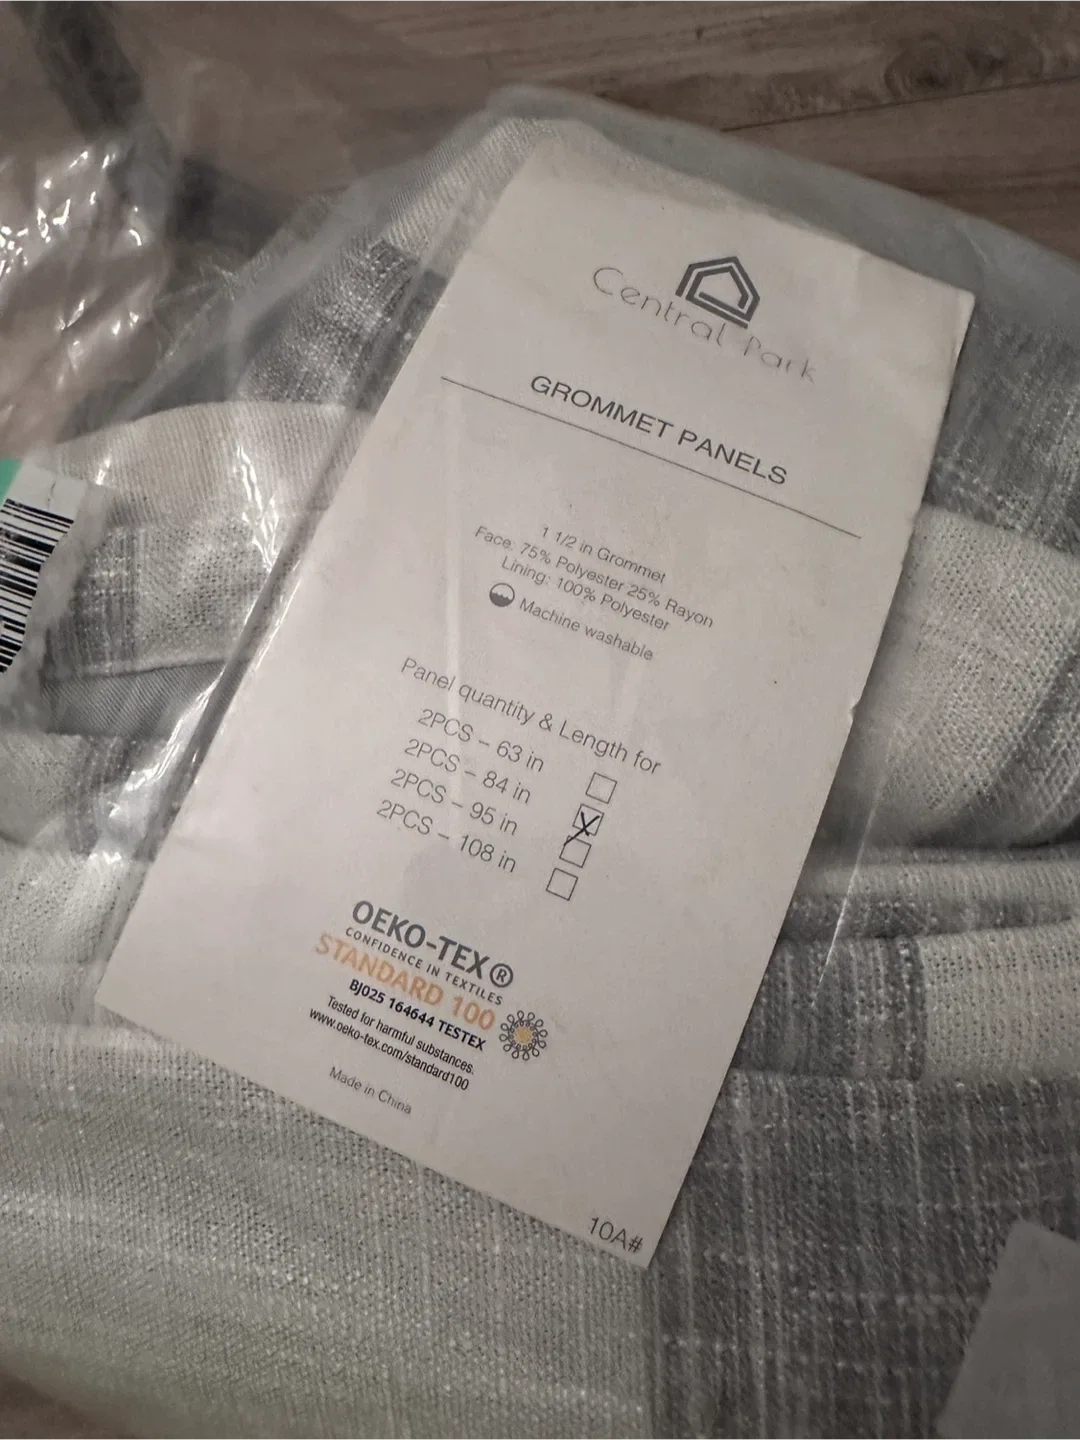 Central Park
GROMMET PANELS
1 1/2 in Grommet
Face: 75% Polyester 25% Rayon
Lining: 100% Polyester
Machine washable
Panel quantity & Length for
2PCS – 63 in
2PCS – 84 in
2PCS – 95 in
2PCS – 108 in
OEKO-TEX®
CONFIDENCE IN TEXTILES
STANDARD 100
BJ025 164644 TESTEX
Tested for harmful substances.
www.oeko-tex.com/standard100
Made in China
10A#